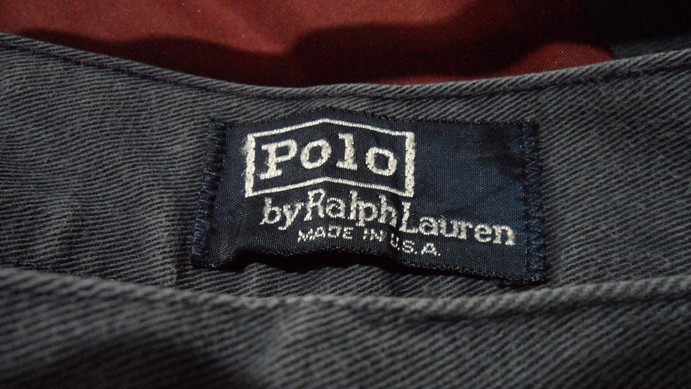 Polo
by Ralph Lauren
MADE IN U.S.A.